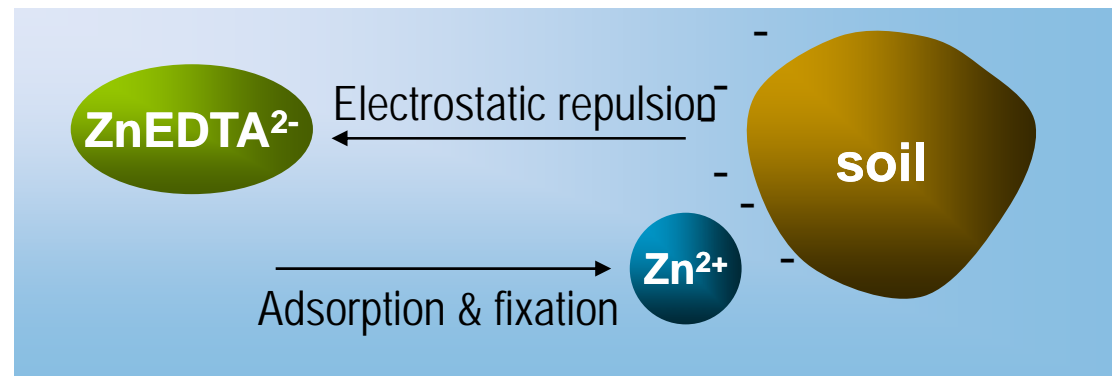 -
Electrostatic repulsion
-
-
ZnEDTA²⁻
soil
-
-
Zn²⁺
-
Adsorption & fixation